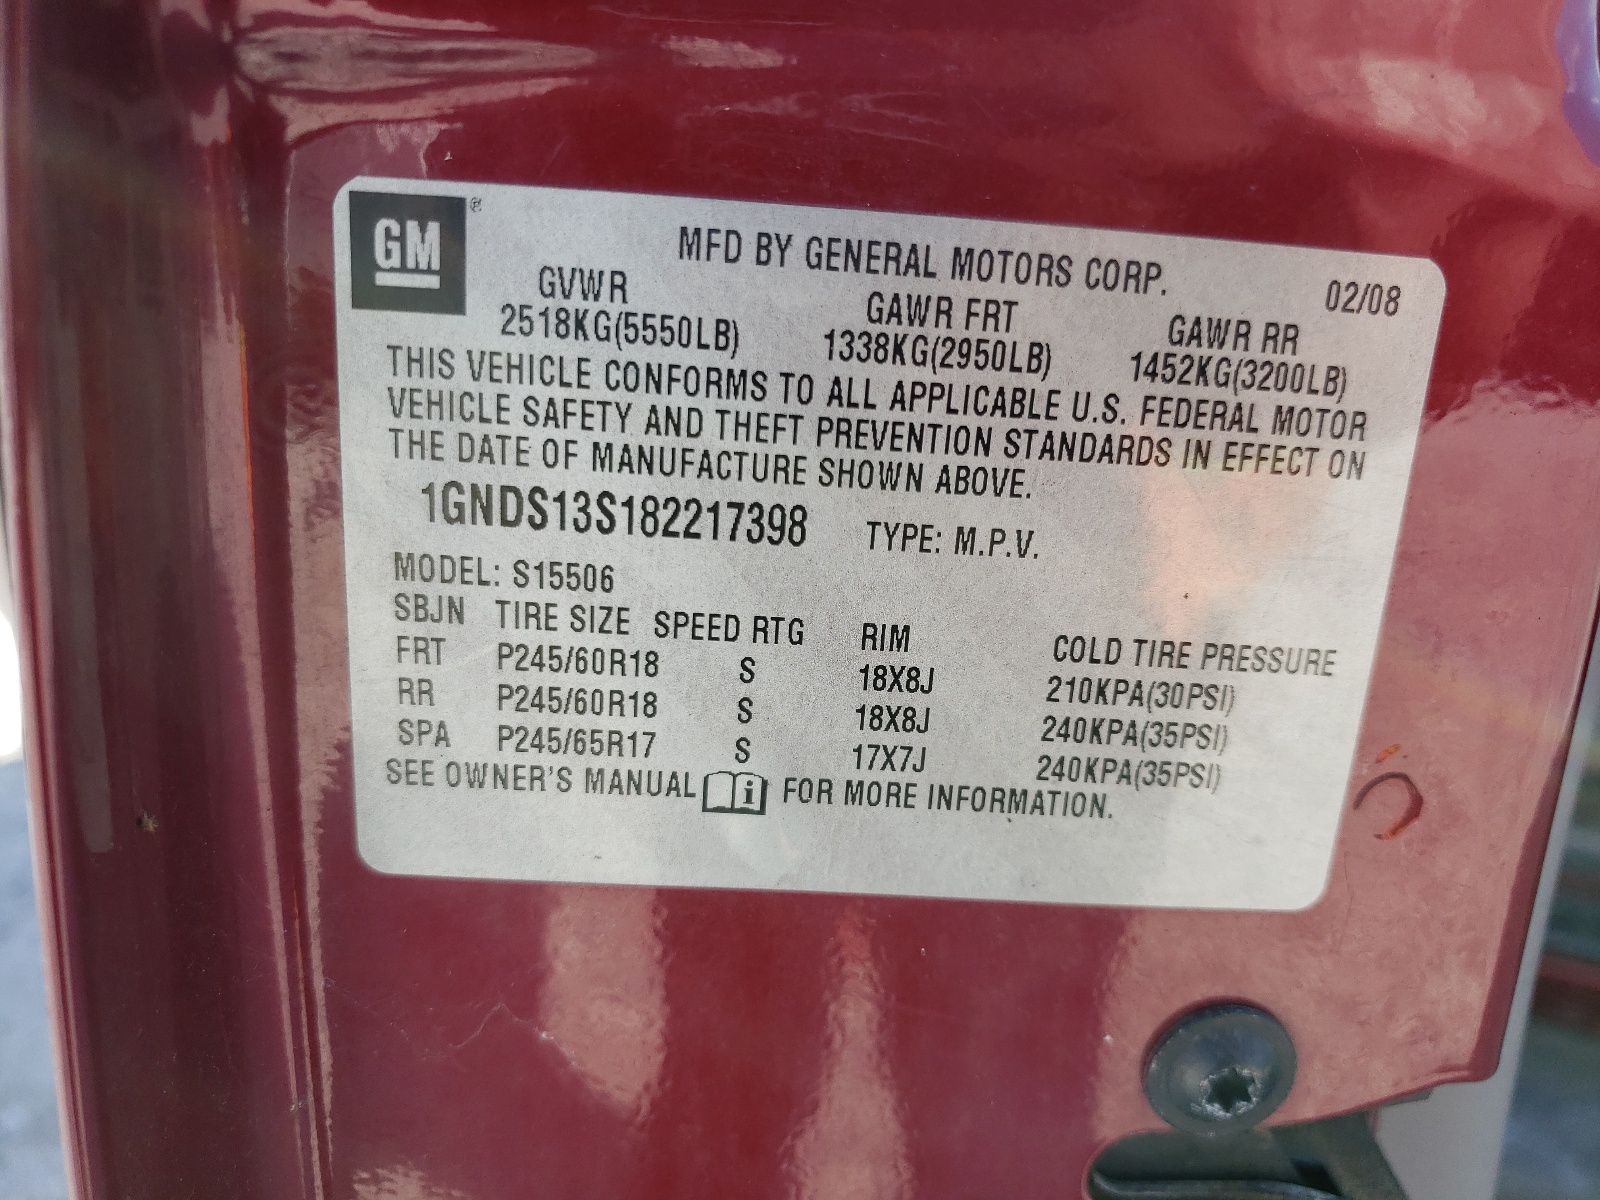 GM ®
MFD BY GENERAL MOTORS CORP.
02/08
GVWR GAWR FRT GAWR RR
2518KG(5550LB) 1338KG(2950LB) 1452KG(3200LB)
THIS VEHICLE CONFORMS TO ALL APPLICABLE U.S. FEDERAL MOTOR
VEHICLE SAFETY AND THEFT PREVENTION STANDARDS IN EFFECT ON
THE DATE OF MANUFACTURE SHOWN ABOVE.
1GNDS13S182217398 TYPE: M.P.V.
MODEL: S15506
SBJN TIRE SIZE SPEED RTG RIM COLD TIRE PRESSURE
FRT P245/60R18 S 18X8J 210KPA(30PSI)
RR P245/60R18 S 18X8J 240KPA(35PSI)
SPA P245/65R17 S 17X7J 240KPA(35PSI)
SEE OWNER'S MANUAL i FOR MORE INFORMATION.